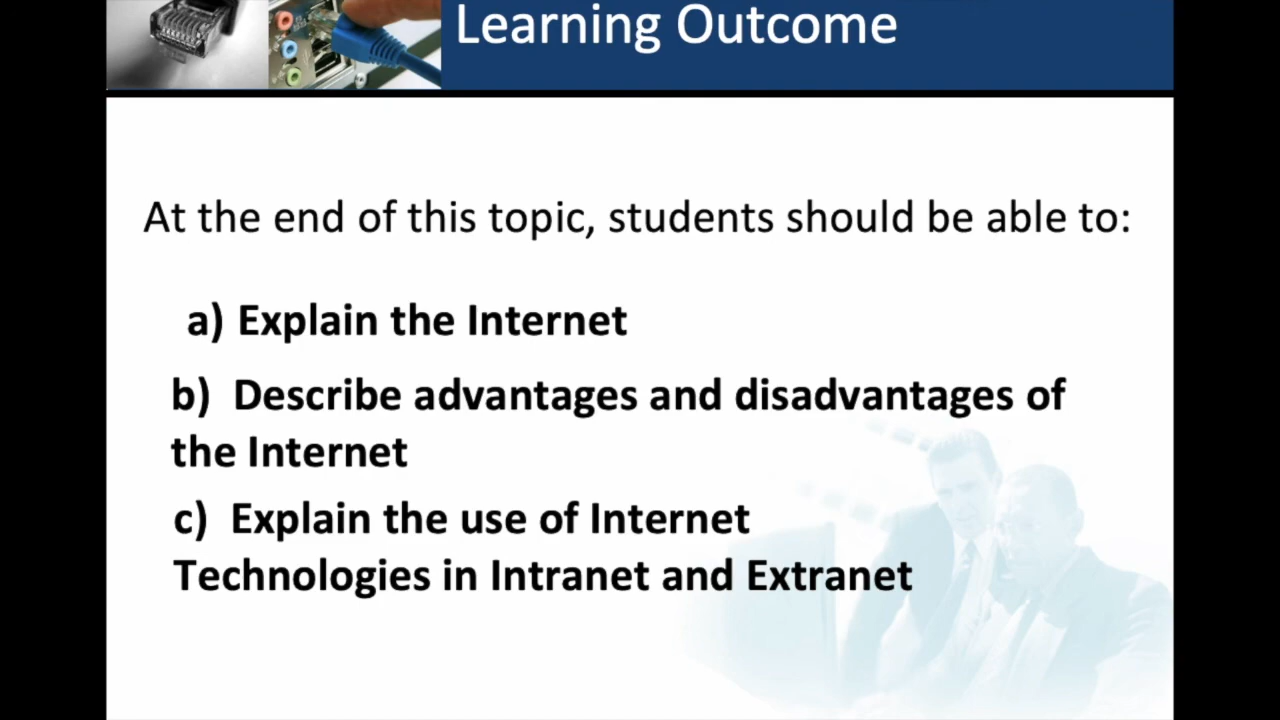 Learning Outcome
At the end of this topic, students should be able to:
a) Explain the Internet
b) Describe advantages and disadvantages of
the Internet
c) Explain the use of Internet
Technologies in Intranet and Extranet